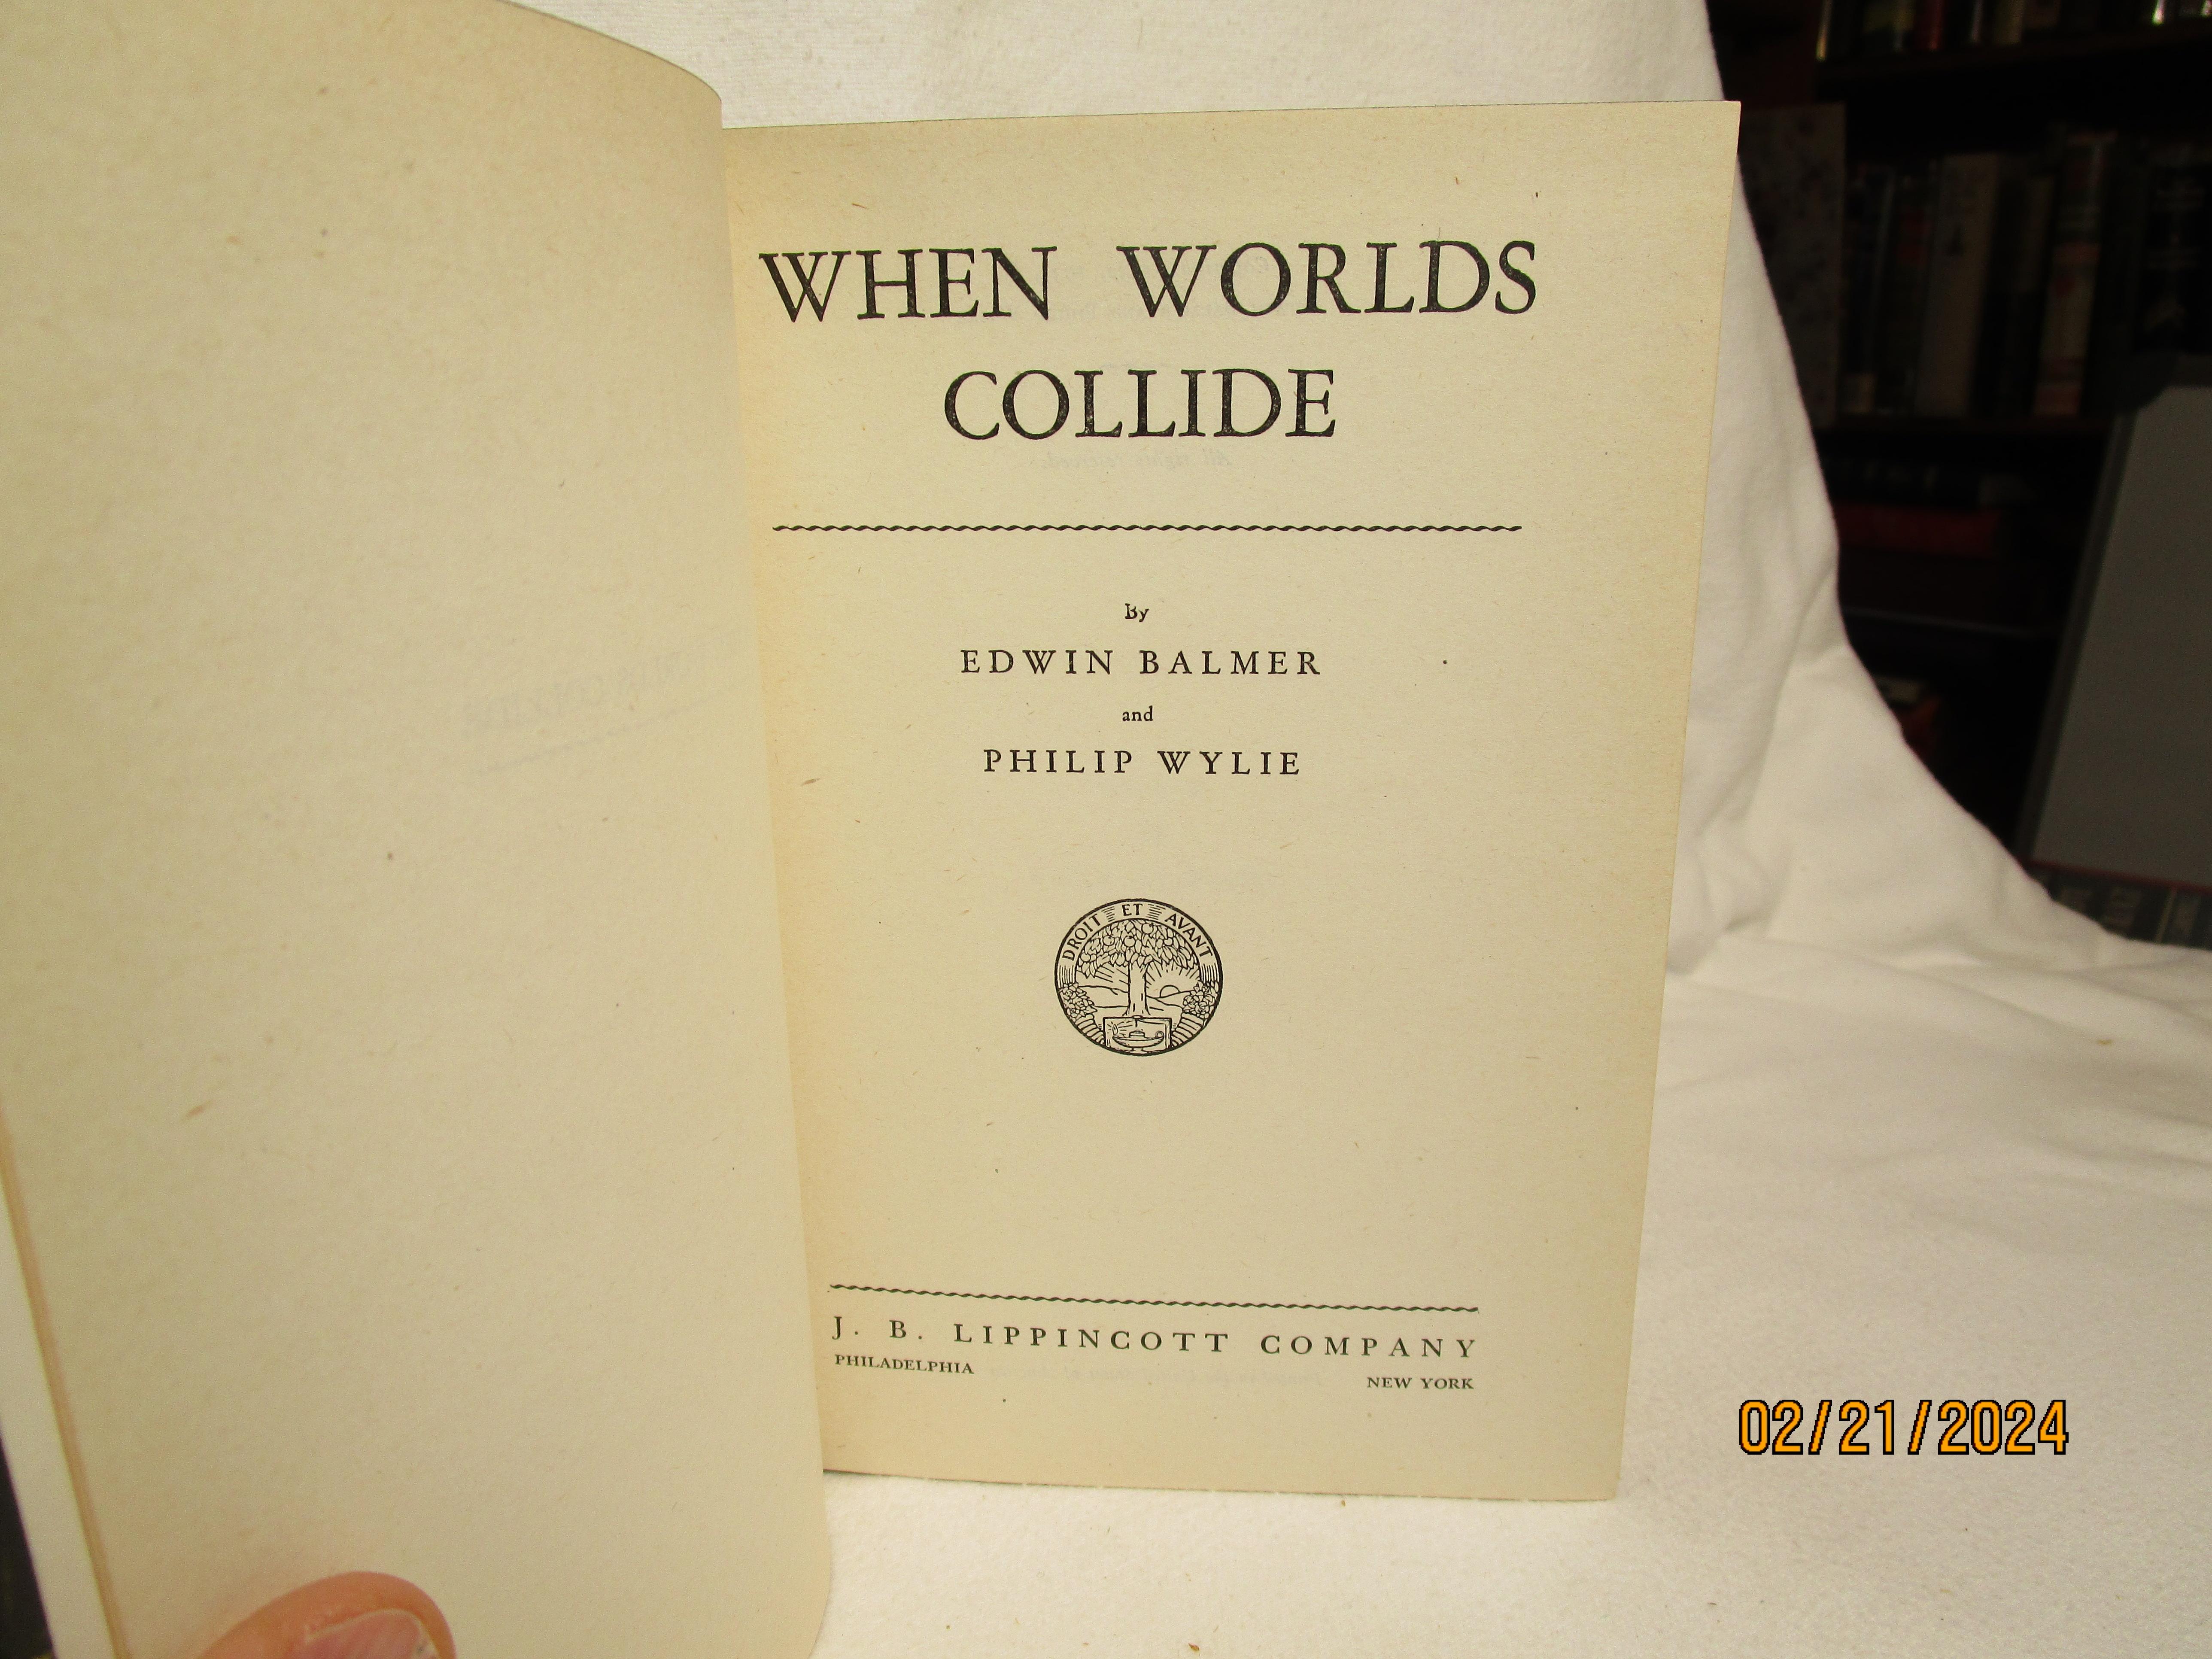 WHEN WORLDS
COLLIDE
By
EDWIN BALMER
and
PHILIP WYLIE
DROIT ET AVANT
J. B. LIPPINCOTT COMPANY
PHILADELPHIA
NEW YORK
02/21/2024